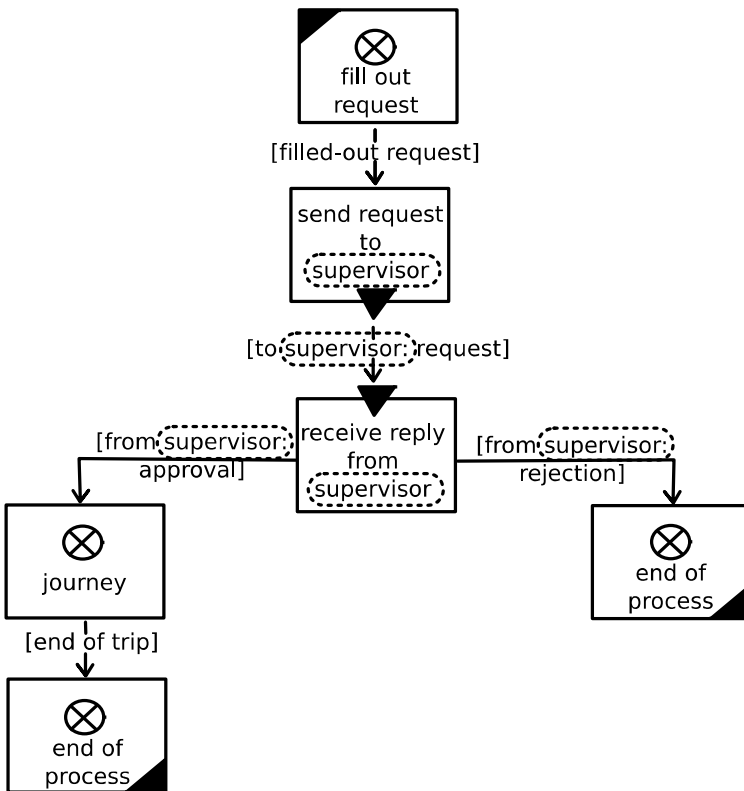 fill out
request
[filled-out request]
send request
to
supervisor
[to supervisor: request]
receive reply
from
supervisor
[from supervisor:
approval]
[from supervisor:
rejection]
journey
end of
process
[end of trip]
end of
process